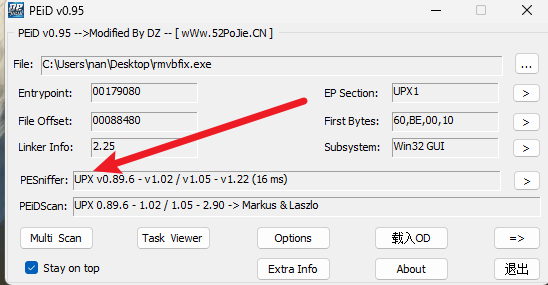 PEiD v0.95
PEiD v0.95 -->Modified By DZ -- [ wWw.52PoJie.CN ]
File: C:\Users\nan\Desktop\rmvbfix.exe ...
Entrypoint: 00179080 EP Section: UPX1 >
File Offset: 00088480 First Bytes: 60,BE,00,10 >
Linker Info: 2.25 Subsystem: Win32 GUI >
PESniffer: UPX v0.89.6 - v1.02 / v1.05 - v1.22 (16 ms) >
PEiDScan: UPX 0.89.6 - 1.02 / 1.05 - 2.90 -> Markus & Laszlo
Multi Scan Task Viewer Options 载入OD =>
Stay on top Extra Info About 退出